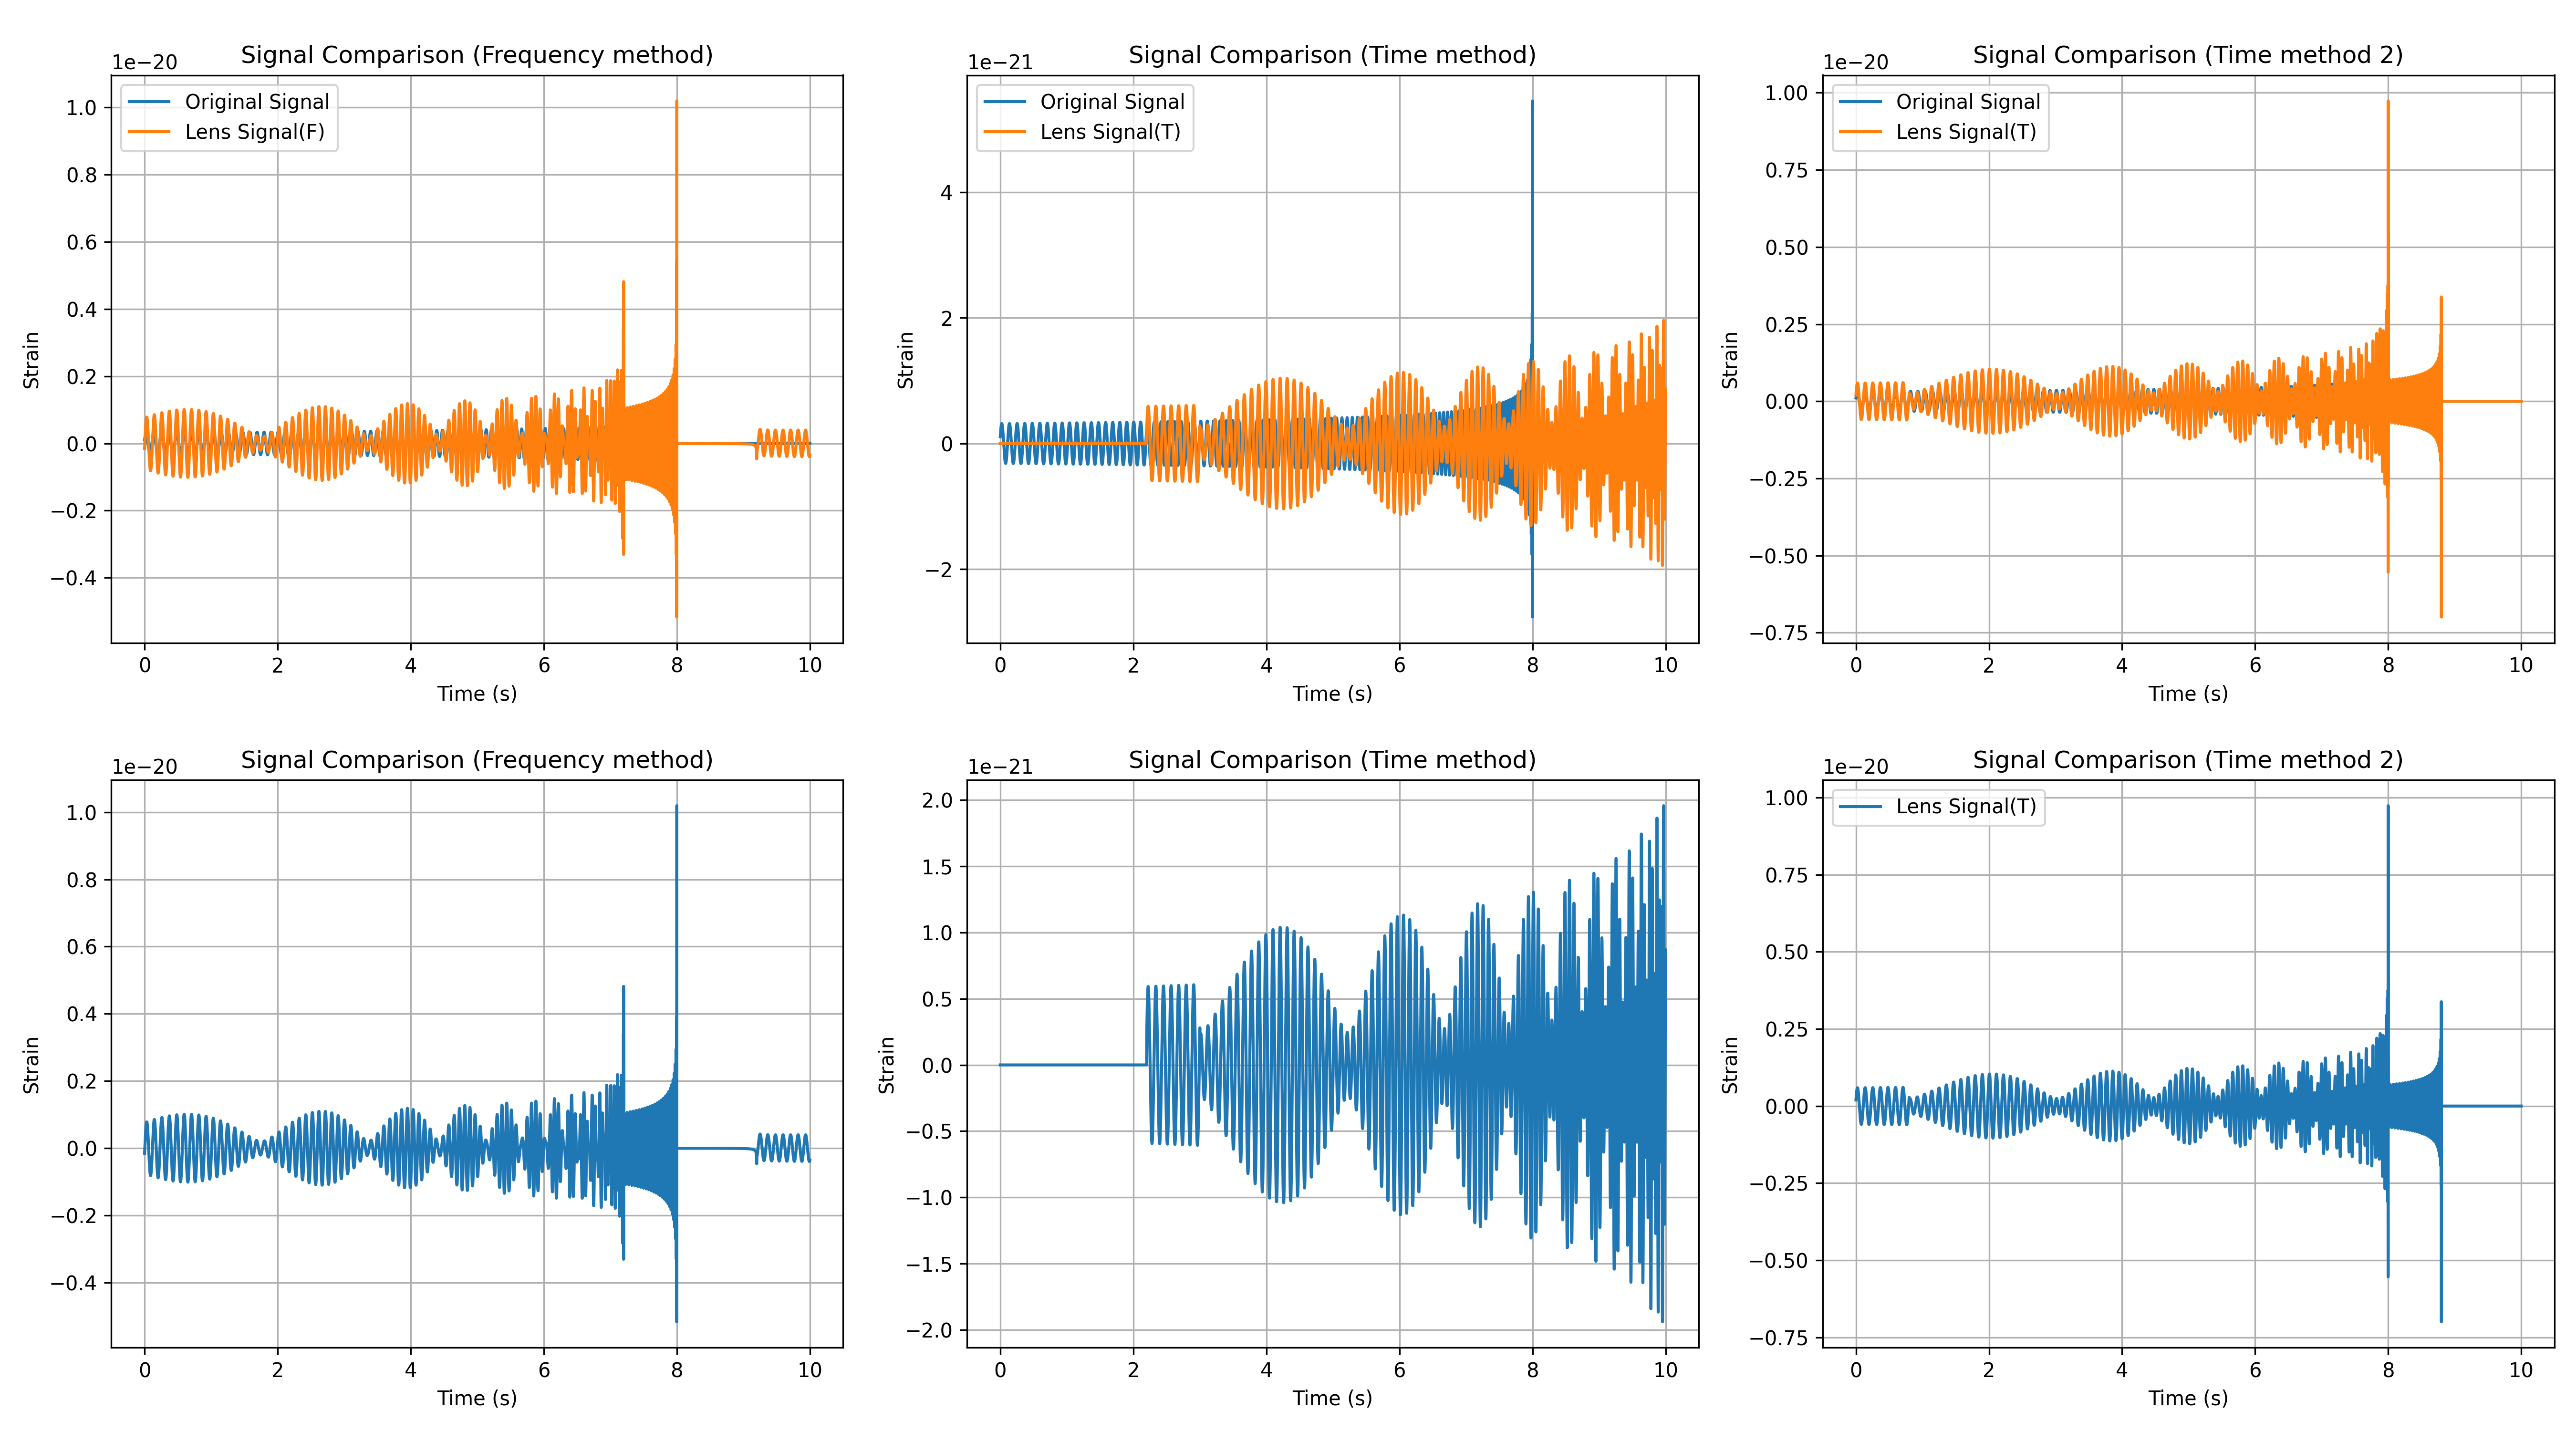 Signal Comparison (Frequency method)
1e−20
Original Signal
Lens Signal(F)
1.0
0.8
0.6
0.4
0.2
0.0
−0.2
−0.4
Strain
0 2 4 6 8 10
Time (s)
Signal Comparison (Time method)
1e−21
Original Signal
Lens Signal(T)
4
2
0
−2
Strain
0 2 4 6 8 10
Time (s)
Signal Comparison (Time method 2)
1e−20
Original Signal
Lens Signal(T)
1.00
0.75
0.50
0.25
0.00
−0.25
−0.50
−0.75
Strain
0 2 4 6 8 10
Time (s)
Signal Comparison (Frequency method)
1e−20
1.0
0.8
0.6
0.4
0.2
0.0
−0.2
−0.4
Strain
0 2 4 6 8 10
Time (s)
Signal Comparison (Time method)
1e−21
2.0
1.5
1.0
0.5
0.0
−0.5
−1.0
−1.5
−2.0
Strain
0 2 4 6 8 10
Time (s)
Signal Comparison (Time method 2)
1e−20
Lens Signal(T)
1.00
0.75
0.50
0.25
0.00
−0.25
−0.50
−0.75
Strain
0 2 4 6 8 10
Time (s)